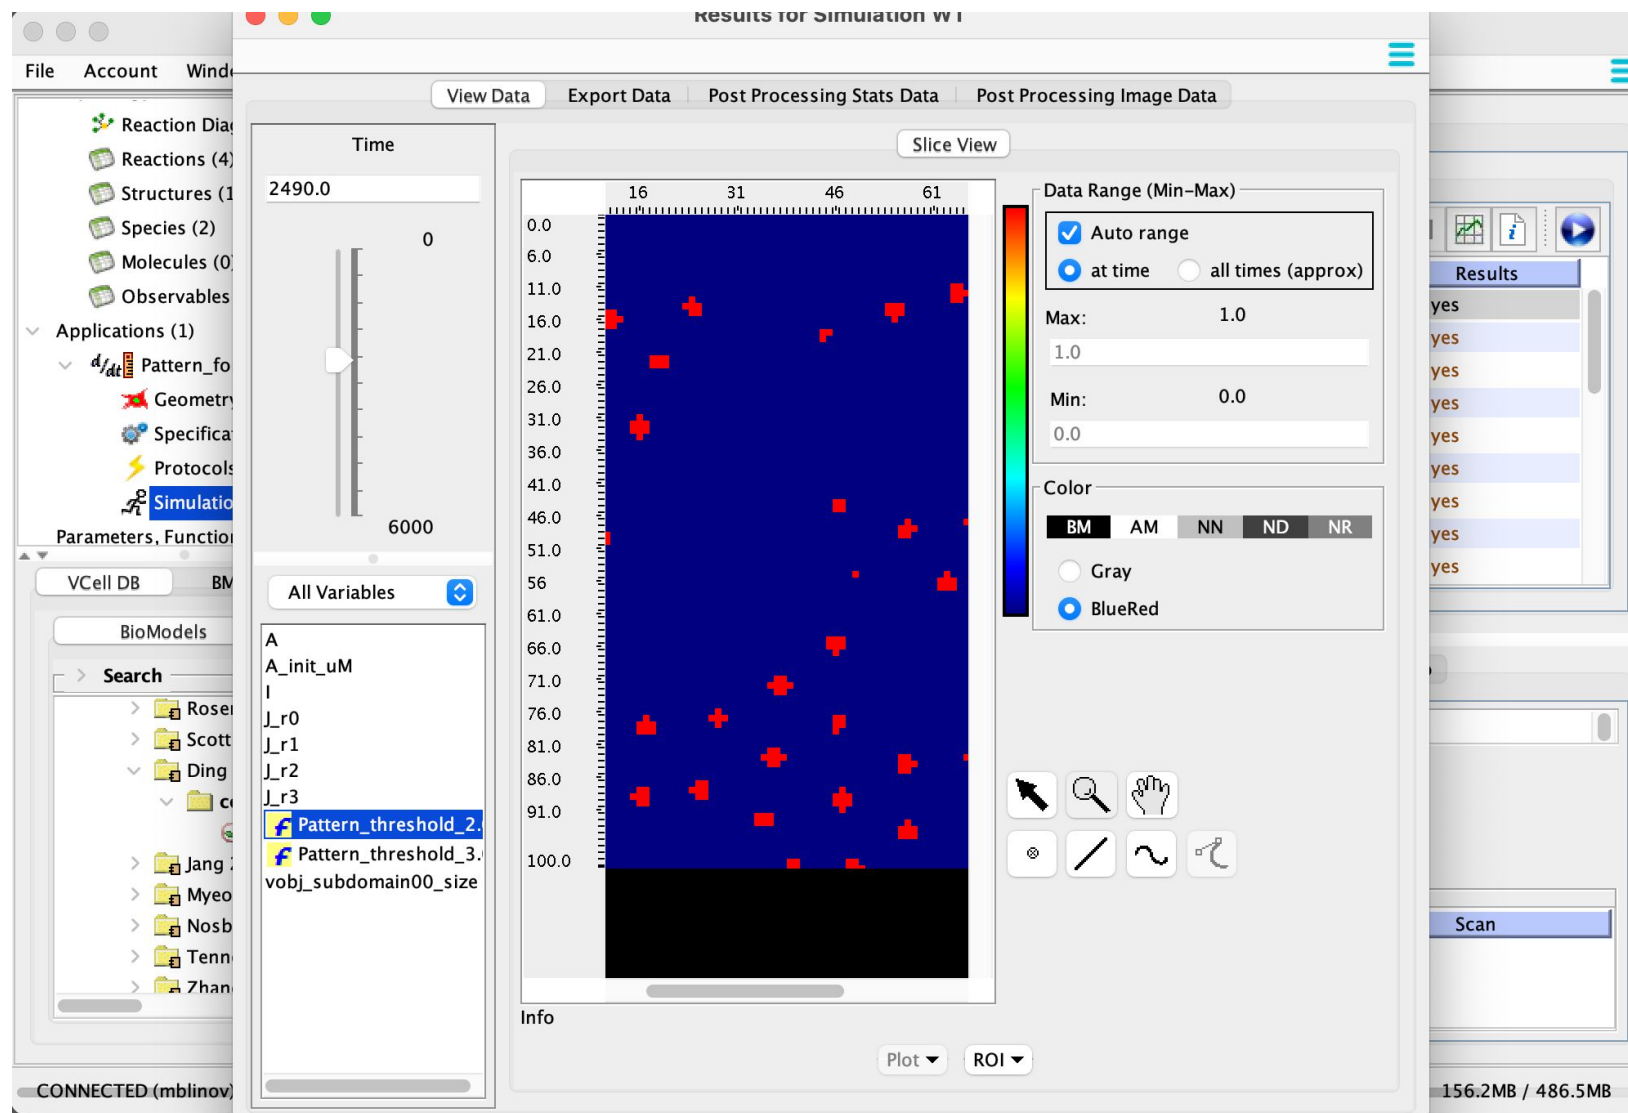 Results for Simulation WT
File Account Windo
View Data Export Data Post Processing Stats Data Post Processing Image Data
Reaction Diag
Reactions (4)
Structures (1
Species (2)
Molecules (0)
Observables
Applications (1)
d/dt Pattern_fo
Geometry
Specifica
Protocols
Simulatio
Parameters, Function
VCell DB BM
BioModels
Search
Rosen
Scott
Ding
co
Jang
Myeo
Nosb
Tenn
Zhan
CONNECTED (mblinov)
Time
2490.0
0
6000
All Variables
A
A_init_uM
I
J_r0
J_r1
J_r2
J_r3
f Pattern_threshold_2.
f Pattern_threshold_3.
vobj_subdomain00_size
Slice View
16 31 46 61
0.0
6.0
11.0
16.0
21.0
26.0
31.0
36.0
41.0
46.0
51.0
56
61.0
66.0
71.0
76.0
81.0
86.0
91.0
100.0
Info
Data Range (Min-Max)
Auto range
at time all times (approx)
Max: 1.0
1.0
Min: 0.0
0.0
Color
BM AM NN ND NR
Gray
BlueRed
Plot ROI
Results
yes
yes
yes
yes
yes
yes
yes
yes
yes
Scan
156.2MB / 486.5MB